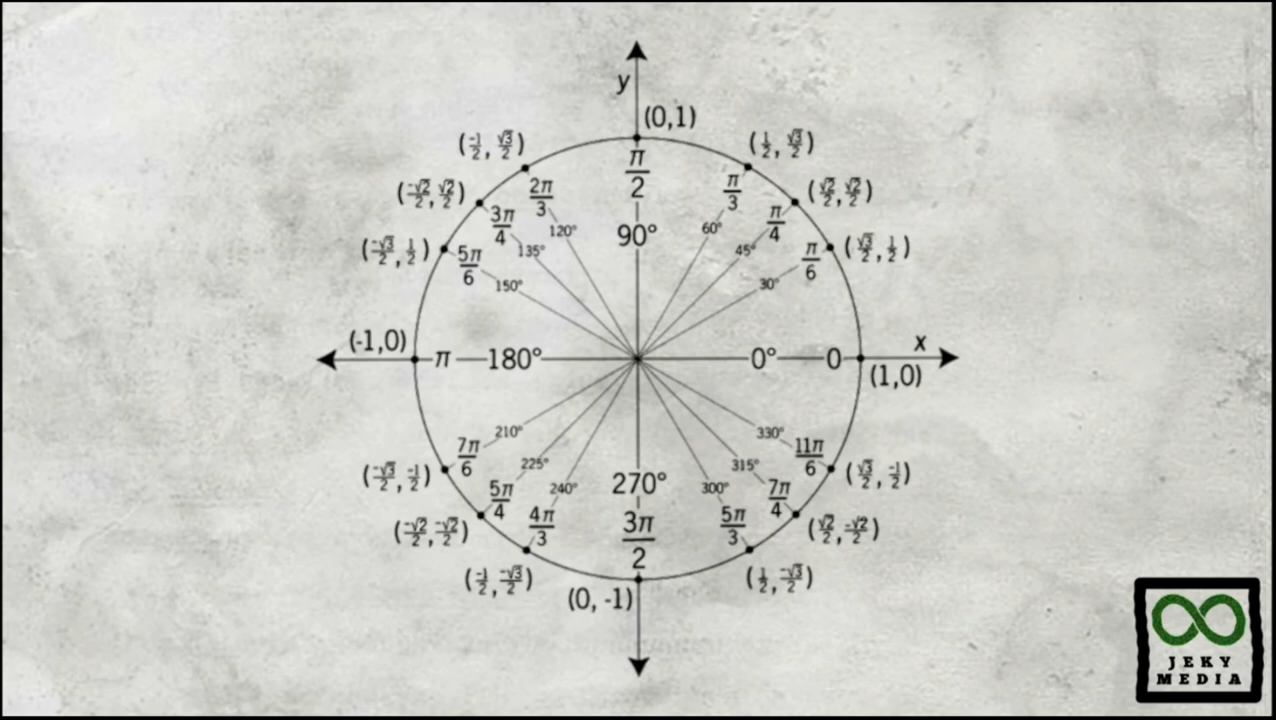 y
(0,1)
(-1/2, √3/2)
(1/2, √3/2)
π/2
(-√2/2, √2/2)
2π/3
π/3
(√2/2, √2/2)
3π/4
120°
90°
60°
π/4
(-√3/2, 1/2)
5π/6
135°
45°
π/6
(√3/2, 1/2)
150°
30°
(-1,0)
x
π
180°
0°
0
(1,0)
210°
330°
(-√3/2, -1/2)
7π/6
225°
315°
11π/6
(√3/2, -1/2)
5π/4
240°
270°
300°
7π/4
(-√2/2, -√2/2)
4π/3
3π/2
5π/3
(√2/2, -√2/2)
(-1/2, -√3/2)
(1/2, -√3/2)
(0, -1)
JEKY
MEDIA